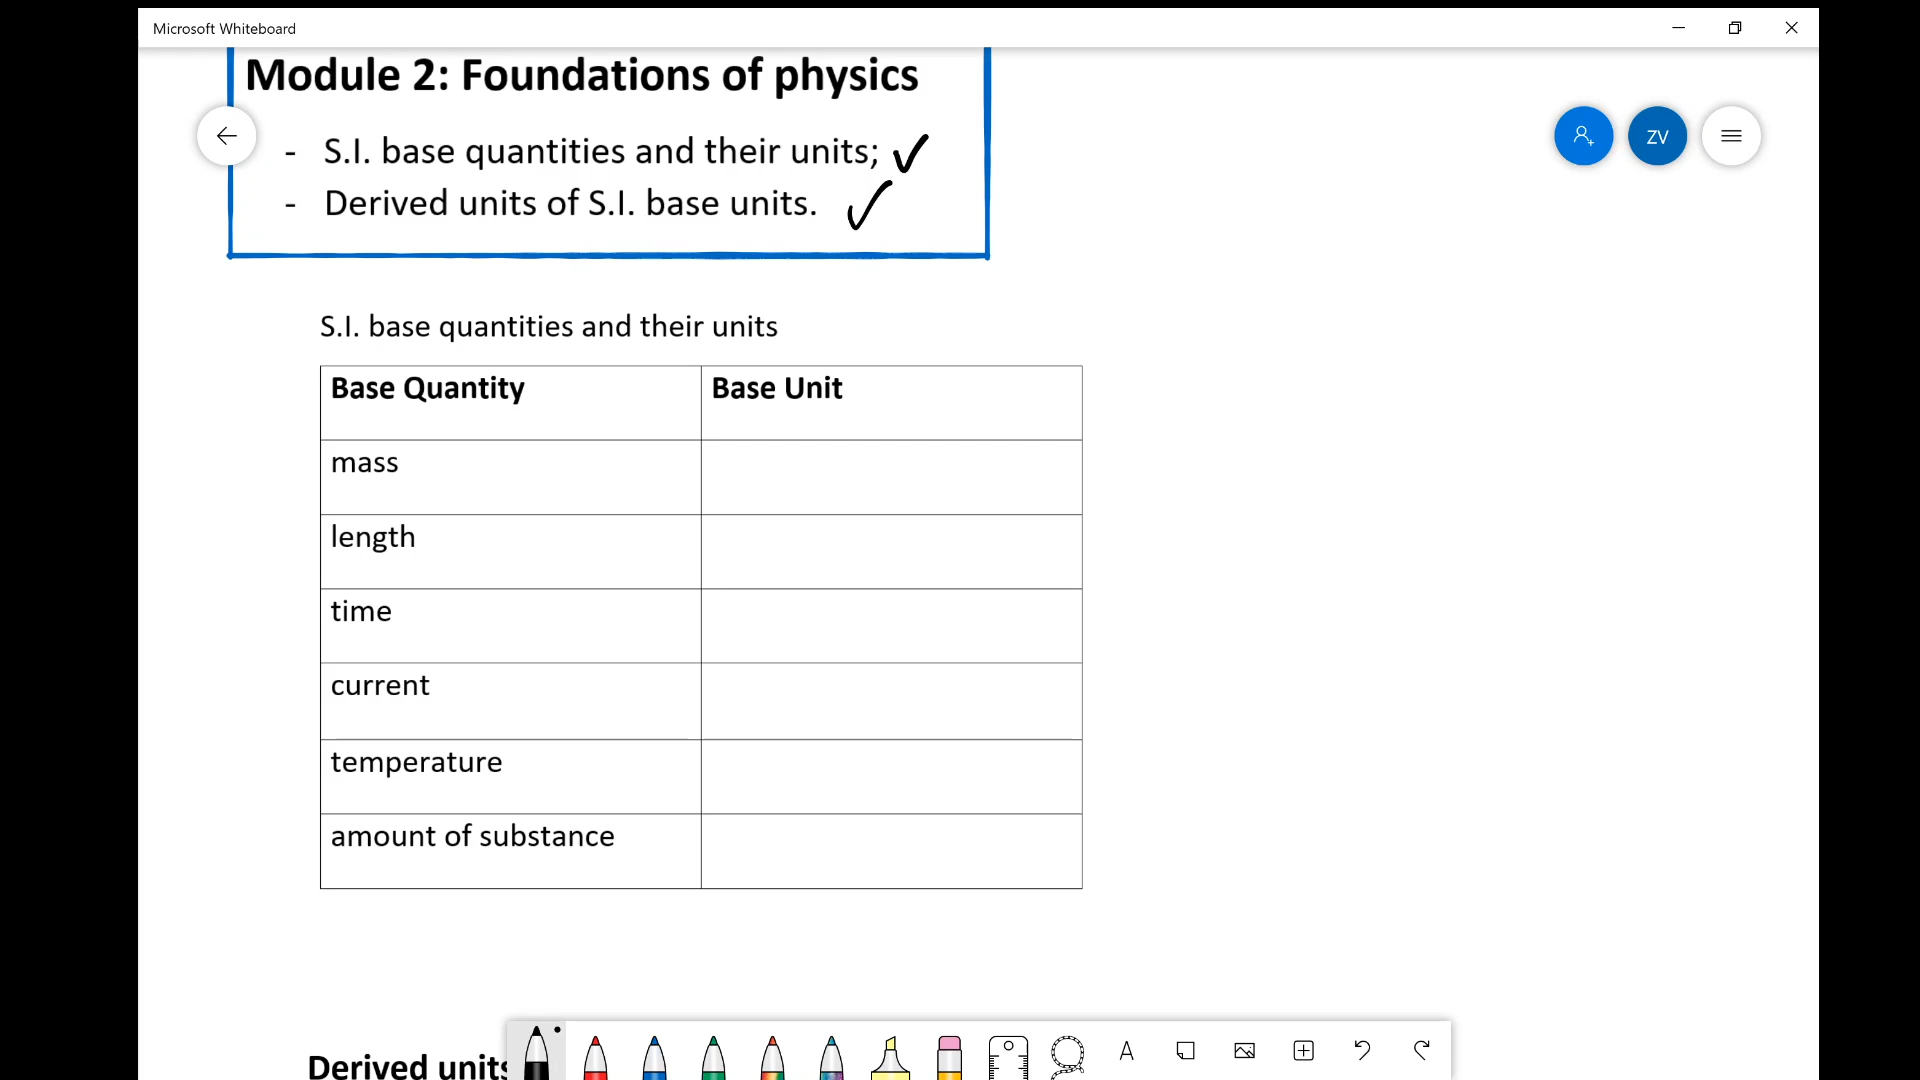 Microsoft Whiteboard
Module 2: Foundations of physics
- S.I. base quantities and their units;
- Derived units of S.I. base units.
ZV
S.I. base quantities and their units
Base Quantity Base Unit
mass
length
time
current
temperature
amount of substance
Derived units